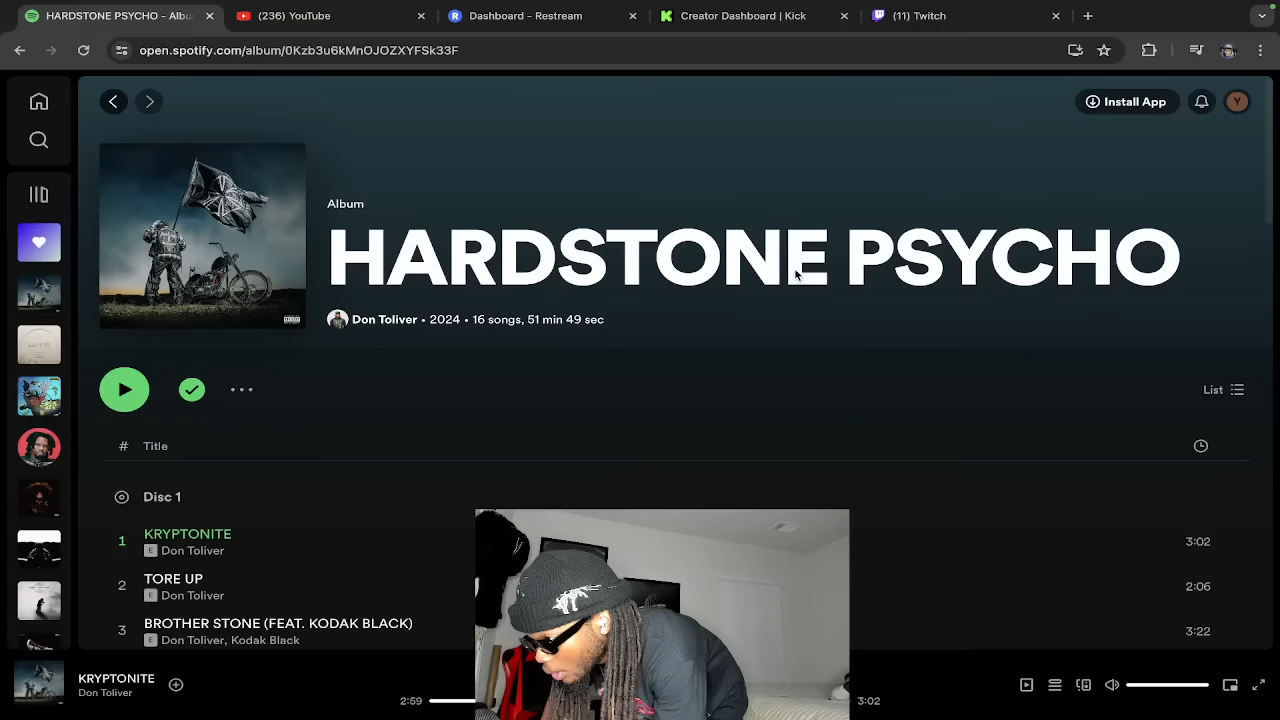 HARDSTONE PSYCHO - Albu
(236) YouTube
Dashboard - Restream
Creator Dashboard | Kick
(11) Twitch
open.spotify.com/album/0Kzb3u6kMnOJOZXYFSk33F
Install App
Y
Album
HARDSTONE PSYCHO
Don Toliver • 2024 • 16 songs, 51 min 49 sec
List
# Title
Disc 1
1 KRYPTONITE 3:02
E Don Toliver
2 TORE UP 2:06
E Don Toliver
3 BROTHER STONE (FEAT. KODAK BLACK) 3:22
E Don Toliver, Kodak Black
KRYPTONITE
Don Toliver
2:59 3:02